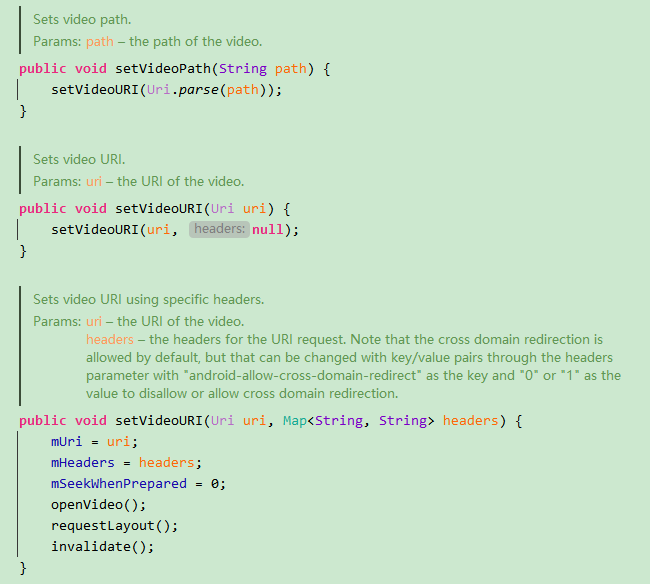 Sets video path.
Params: path – the path of the video.
public void setVideoPath(String path) {
setVideoURI(Uri.parse(path));
}
Sets video URI.
Params: uri – the URI of the video.
public void setVideoURI(Uri uri) {
setVideoURI(uri, headers: null);
}
Sets video URI using specific headers.
Params: uri – the URI of the video.
headers – the headers for the URI request. Note that the cross domain redirection is
allowed by default, but that can be changed with key/value pairs through the headers
parameter with "android-allow-cross-domain-redirect" as the key and "0" or "1" as the
value to disallow or allow cross domain redirection.
public void setVideoURI(Uri uri, Map<String, String> headers) {
mUri = uri;
mHeaders = headers;
mSeekWhenPrepared = 0;
openVideo();
requestLayout();
invalidate();
}